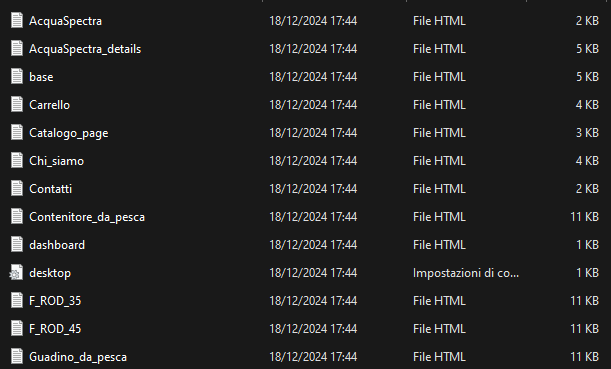 AcquaSpectra 18/12/2024 17:44 File HTML 2 KB
AcquaSpectra_details 18/12/2024 17:44 File HTML 5 KB
base 18/12/2024 17:44 File HTML 5 KB
Carrello 18/12/2024 17:44 File HTML 4 KB
Catalogo_page 18/12/2024 17:44 File HTML 3 KB
Chi_siamo 18/12/2024 17:44 File HTML 4 KB
Contatti 18/12/2024 17:44 File HTML 2 KB
Contenitore_da_pesca 18/12/2024 17:44 File HTML 11 KB
dashboard 18/12/2024 17:44 File HTML 1 KB
desktop 18/12/2024 17:44 Impostazioni di co... 1 KB
F_ROD_35 18/12/2024 17:44 File HTML 11 KB
F_ROD_45 18/12/2024 17:44 File HTML 11 KB
Guadino_da_pesca 18/12/2024 17:44 File HTML 11 KB